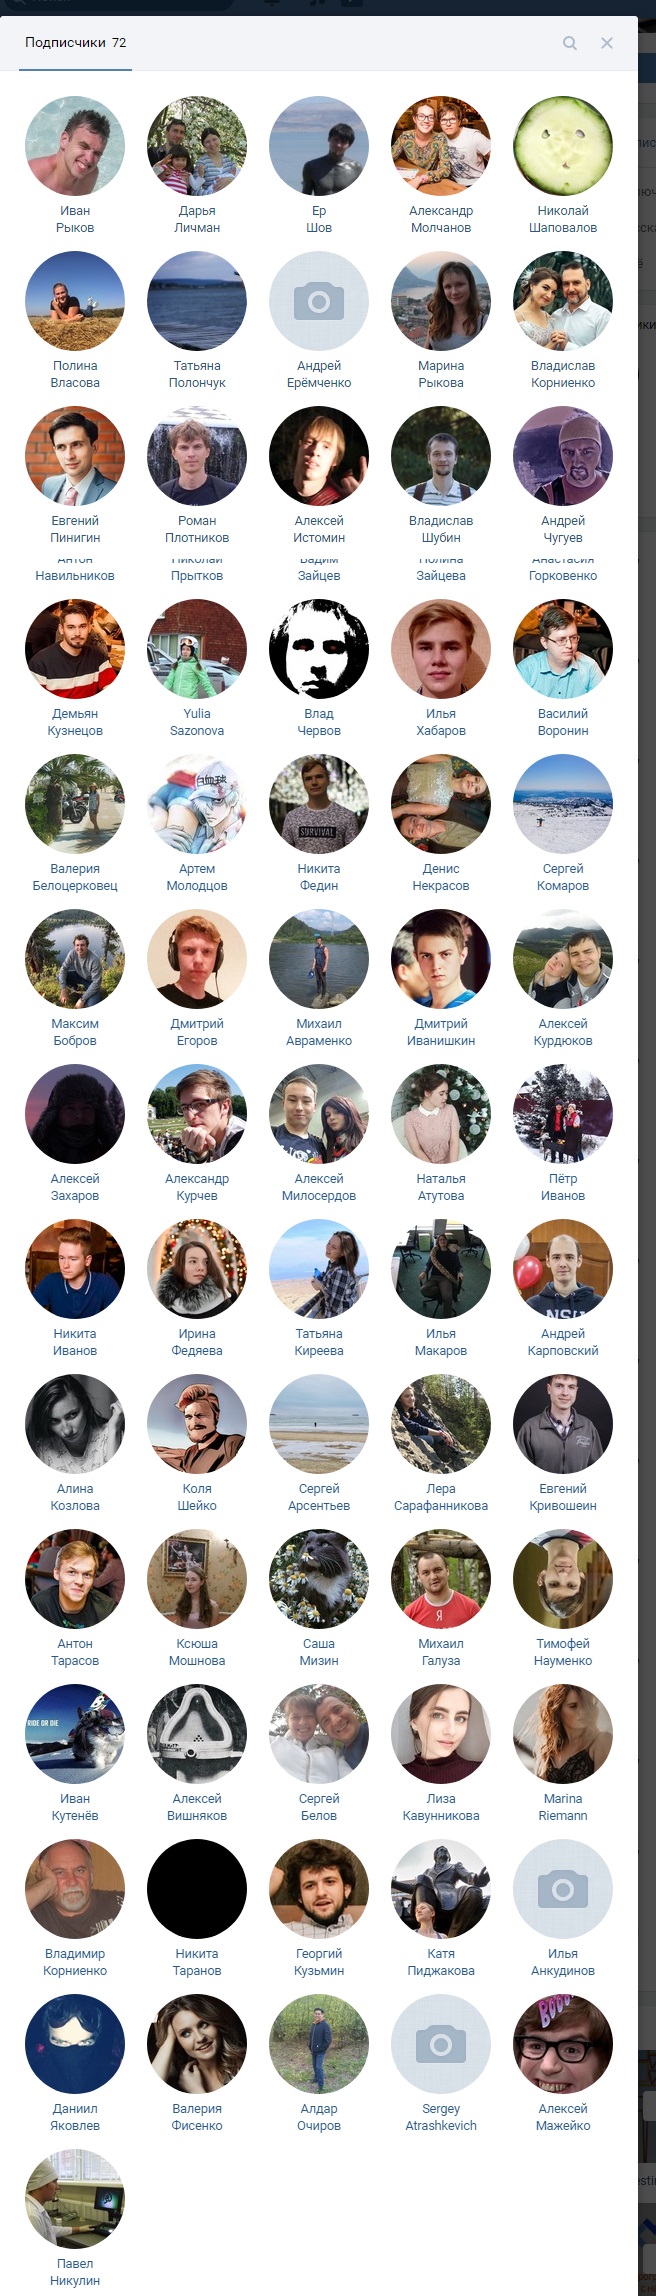 Подписчики 72
Иван
Рыков
Дарья
Личман
Ер
Шов
Александр
Молчанов
Николай
Шаповалов
Полина
Власова
Татьяна
Полончук
Андрей
Ерёмченко
Марина
Рыкова
Владислав
Корниенко
Евгений
Пинигин
Роман
Плотников
Алексей
Истомин
Владислав
Шубин
Андрей
Чугуев
Антон
Навильников
Николай
Прытков
Вадим
Зайцев
Полина
Зайцева
Анастасия
Горковенко
Демьян
Кузнецов
Yulia
Sazonova
Влад
Червов
Илья
Хабаров
Василий
Воронин
SURVIVAL
Валерия
Белоцерковец
Артем
Молодцов
Никита
Федин
Денис
Некрасов
Сергей
Комаров
Максим
Бобров
Дмитрий
Егоров
Михаил
Авраменко
Дмитрий
Иванишкин
Алексей
Курдюков
Алексей
Захаров
Александр
Курчев
Алексей
Милосердов
Наталья
Атутова
Пётр
Иванов
Никита
Иванов
Ирина
Федяева
Татьяна
Киреева
Илья
Макаров
Андрей
Карповский
Алина
Козлова
Коля
Шейко
Сергей
Арсентьев
Лера
Сарафанникова
Евгений
Кривошеин
Я
Антон
Тарасов
Ксюша
Мошнова
Саша
Мизин
Михаил
Галуза
Тимофей
Науменко
RIDE OR DIE
Иван
Кутенёв
Алексей
Вишняков
Сергей
Белов
Лиза
Кавунникова
Marina
Riemann
Владимир
Корниенко
Никита
Таранов
Георгий
Кузьмин
Катя
Пиджакова
Илья
Анкудинов
Даниил
Яковлев
Валерия
Фисенко
Алдар
Очиров
Sergey
Atrashkevich
Алексей
Мажейко
Павел
Никулин